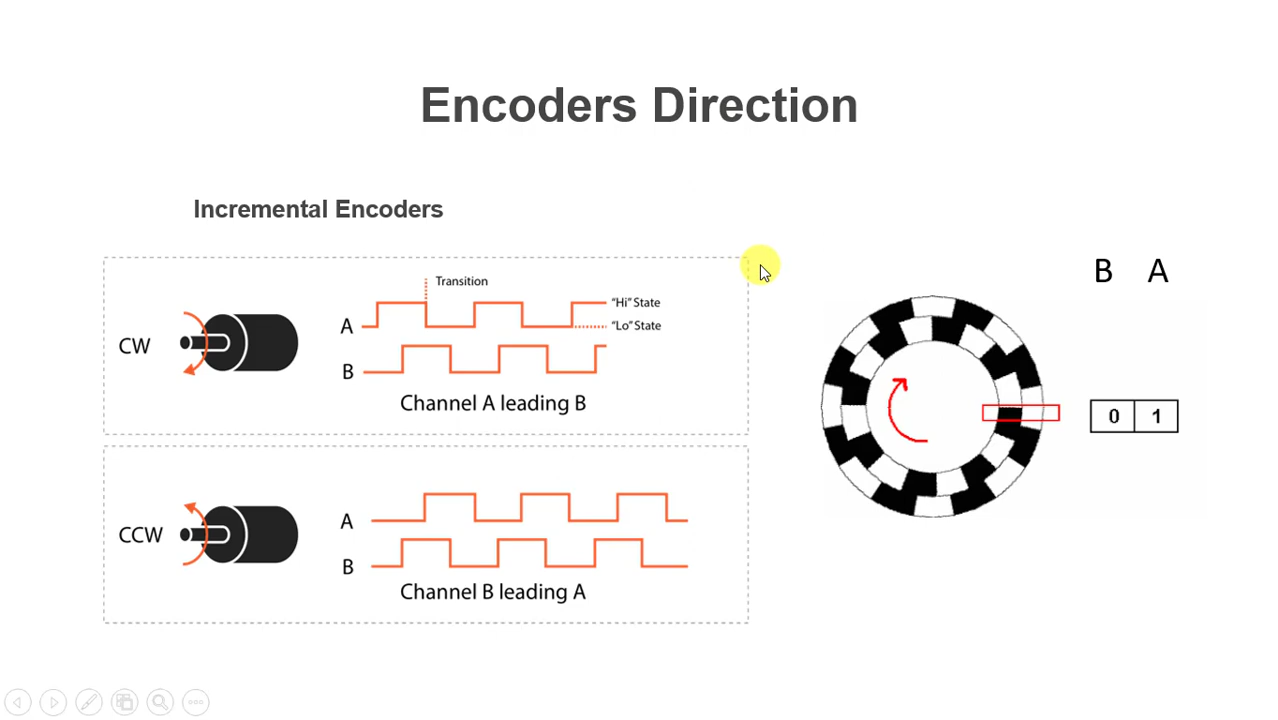 Encoders Direction
Incremental Encoders
Transition
CW
A
"Hi" State
"Lo" State
B
Channel A leading B
CCW
A
B
Channel B leading A
B A
0 1